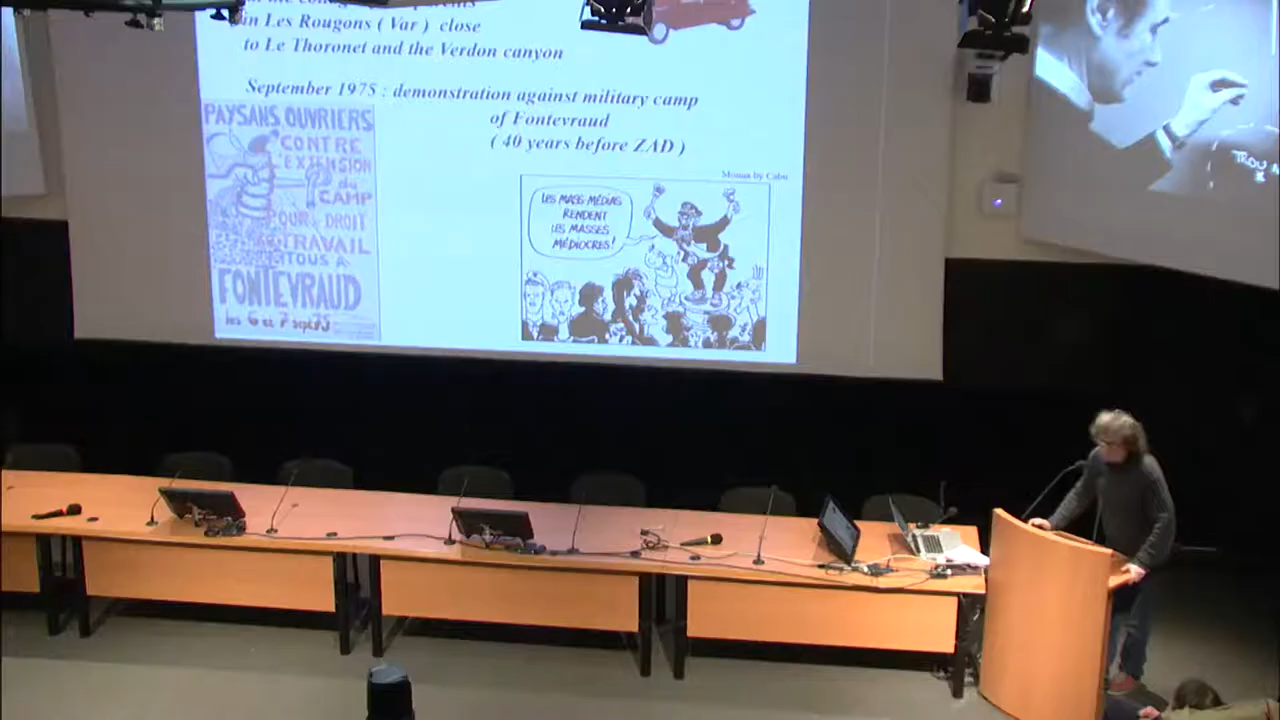 in Les Rougons ( Var ) close
to Le Thoronet and the Verdon canyon
September 1975 : demonstration against military camp
of Fontevraud
( 40 years before ZAD )
PAYSANS OUVRIERS
CONTRE
L'EXTENSION
du
CAMP
POUR DROIT
TRAVAIL
TOUS A
FONTEVRAUD
les 6 et 7 sept 75
by Cabu
LES MASS-MÉDIAS
RENDENT
LES MASSES
MÉDIOCRES !
TROU